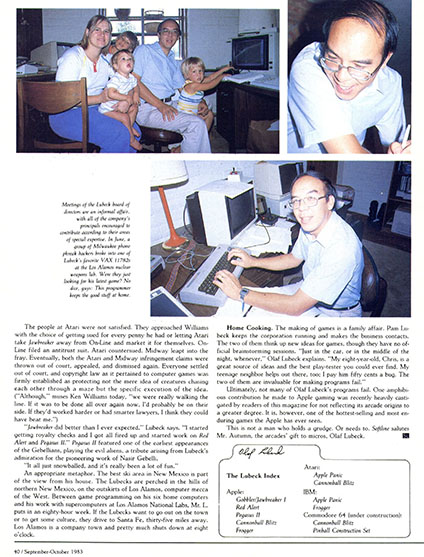 Meetings of the Lubeck board of
directors are an informal affair,
with all of the company's
principals encouraged to
contribute according to their areas
of special expertise. In June, a
group of Milwaukee phone
phreak hackers broke into one of
Lubeck's favorite VAX 11/782s
at the Los Alamos nuclear
weapons lab. Were they just
looking for his latest game? No
dice, guys: This programmer
keeps the good stuff at home.
The people at Atari were not satisfied. They approached Williams
with the choice of getting sued for every penny he had or letting Atari
take Jawbreaker away from On-Line and market it for themselves. On-
Line filed an antitrust suit. Atari countersued. Midway leapt into the
fray. Eventually, both the Atari and Midway infringement claims were
thrown out of court, appealed, and dismissed again. Everyone settled
out of court, and copyright law as it pertained to computer games was
firmly established as protecting not the mere idea of creatures chasing
each other through a maze but the specific execution of the idea.
("Although," muses Ken Williams today, "we were really walking the
line. If it was to be done all over again now, I'd probably be on their
side. If they'd worked harder or had smarter lawyers, I think they could
have beat me.")
"Jawbreaker did better than I ever expected," Lubeck says. "I started
getting royalty checks and I got all fired up and started work on Red
Alert and Pegasus II." Pegasus II featured one of the earliest appearances
of the Gebellians, playing the evil aliens, a tribute arising from Lubeck's
admiration for the pioneering work of Nasir Gebelli.
"It all just snowballed, and it's really been a lot of fun."
An appropriate metaphor. The best ski area in New Mexico is part
of the view from his house. The Lubecks are perched in the hills of
northern New Mexico, on the outskirts of Los Alamos, computer mecca
of the West. Between game programming on his six home computers
and his work with supercomputers at Los Alamos National Labs, Mr. L.
puts in an eighty-hour week. If the Lubecks want to go out on the town
or to get some culture, they drive to Santa Fe, thirty-five miles away.
Los Alamos is a company town and pretty much shuts down at eight
o'clock.
Home Cooking. The making of games is a family affair. Pam Lu-
beck keeps the corporation running and makes the business contacts.
The two of them think up new ideas for games, though they have no of-
ficial brainstorming sessions. "Just in the car, or in the middle of the
night, whenever," Olaf Lubeck explains. "My eight-year-old, Chris, is a
great source of ideas and the best play-tester you could ever find. My
teenage neighbor helps out there, too; I pay him fifty cents a bug. The
two of them are invaluable for making programs fail."
Ultimately, not many of Olaf Lubeck's programs fail. One amphibi-
ous contribution he made to Apple gaming was recently heavily casti-
gated by readers of this magazine for not reflecting its arcade origins to
a greater degree. It is, however, one of the hottest-selling and most en-
during games the Apple has ever seen.
This is not a man who holds a grudge. Or needs to. Softline salutes
Mr. Autumn, the arcades' gift to micros, Olaf Lubeck.
Olaf Lubeck
The Lubeck Index
Apple:
Gobbler/Jawbreaker I
Red Alert
Pegasus II
Cannonball Blitz
Frogger
Atari:
Apple Panic
Cannonball Blitz
IBM:
Apple Panic
Frogger
Commodore 64 (under construction):
Cannonball Blitz
Pinball Construction Set
40 / September-October 1983